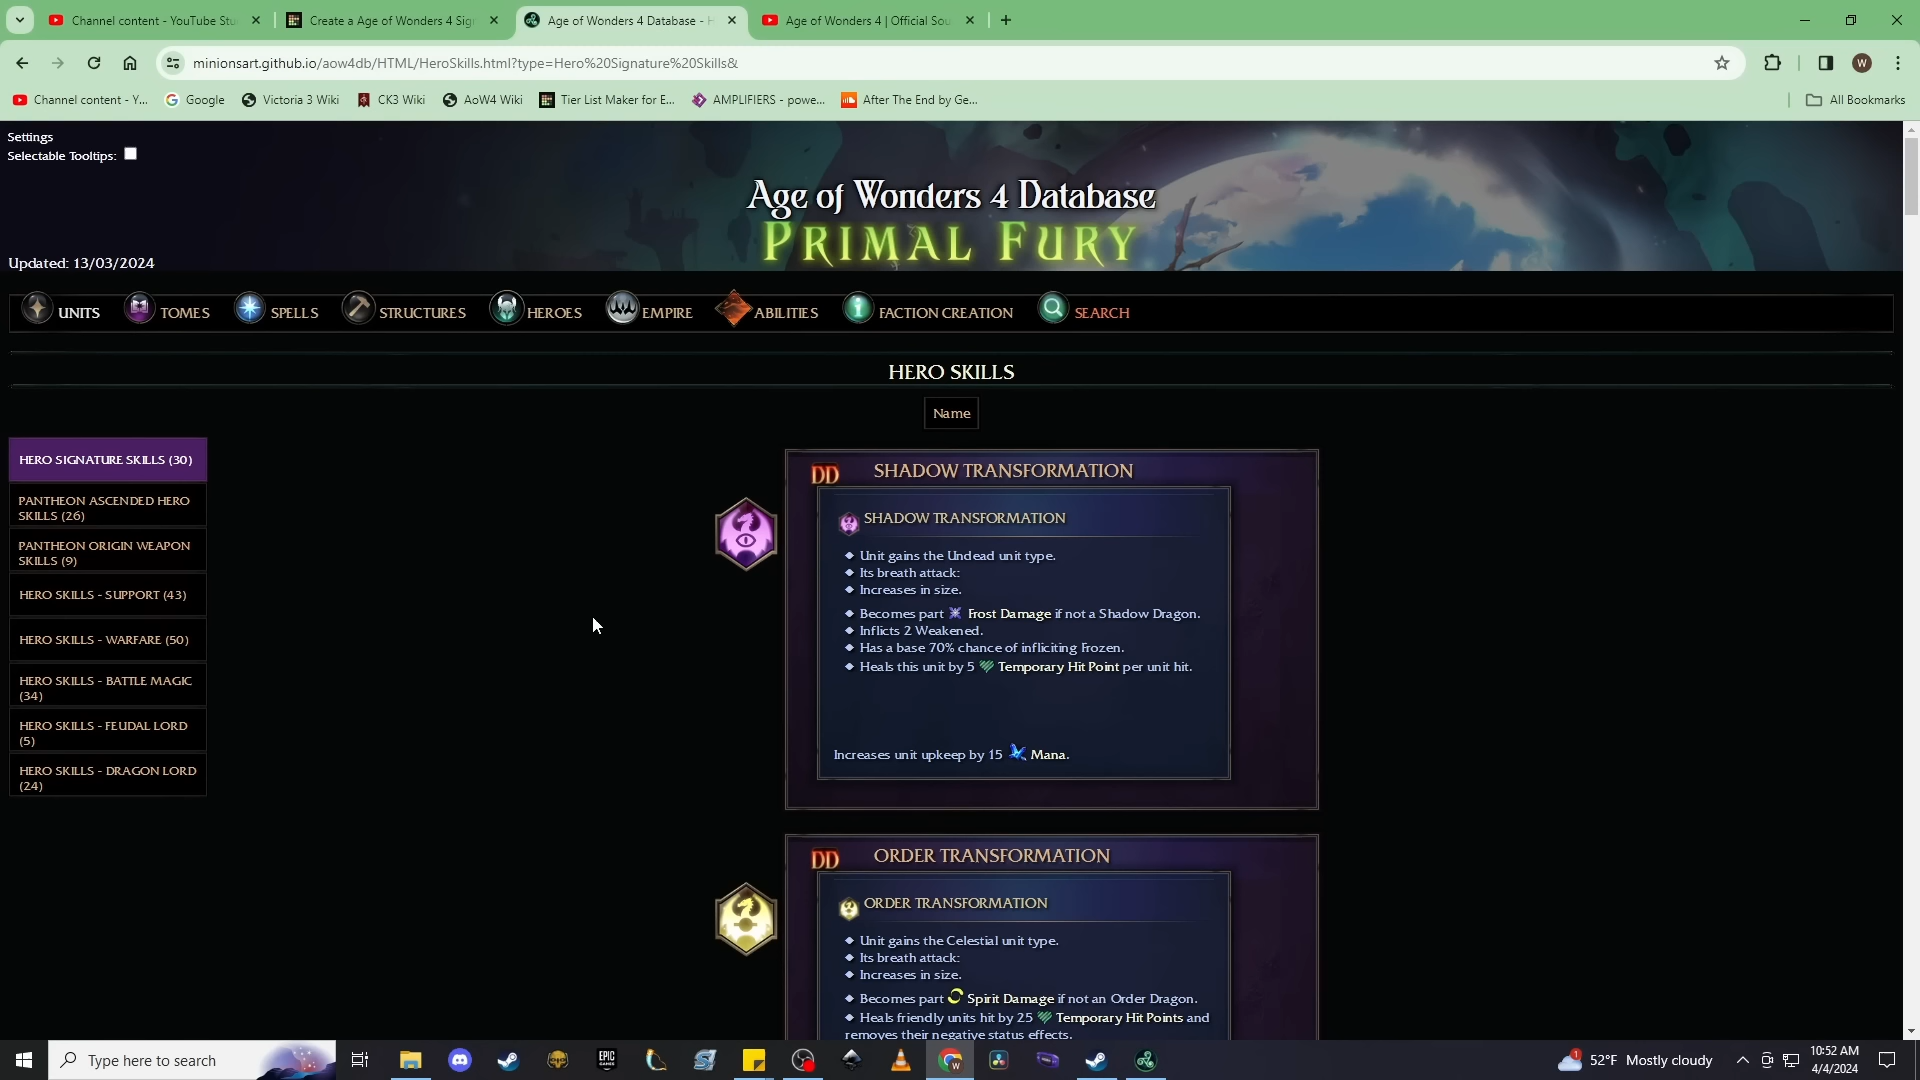 Channel content - YouTube Stu
Create a Age of Wonders 4 Sig
Age of Wonders 4 Database - H
Age of Wonders 4 | Official Sou
minionsart.github.io/aow4db/HTML/HeroSkills.html?type=Hero%20Signature%20Skills&
W
Channel content - Y...
Google
Victoria 3 Wiki
CK3 Wiki
AoW4 Wiki
Tier List Maker for E...
AMPLIFIERS - powe...
After The End by Ge...
All Bookmarks
Settings
Selectable Tooltips:
Age of Wonders 4 Database
PRIMAL FURY
Updated: 13/03/2024
UNITS
TOMES
SPELLS
STRUCTURES
HEROES
EMPIRE
ABILITIES
FACTION CREATION
SEARCH
HERO SKILLS
Name
HERO SIGNATURE SKILLS (30)
PANTHEON ASCENDED HERO
SKILLS (26)
PANTHEON ORIGIN WEAPON
SKILLS (9)
HERO SKILLS - SUPPORT (43)
HERO SKILLS - WARFARE (50)
HERO SKILLS - BATTLE MAGIC
(34)
HERO SKILLS - FEUDAL LORD
(5)
HERO SKILLS - DRAGON LORD
(24)
DD SHADOW TRANSFORMATION
SHADOW TRANSFORMATION
Unit gains the Undead unit type.
Its breath attack:
Increases in size.
Becomes part Frost Damage if not a Shadow Dragon.
Inflicts 2 Weakened.
Has a base 70% chance of infliciting Frozen.
Heals this unit by 5 Temporary Hit Point per unit hit.
Increases unit upkeep by 15 Mana.
DD ORDER TRANSFORMATION
ORDER TRANSFORMATION
Unit gains the Celestial unit type.
Its breath attack:
Increases in size.
Becomes part Spirit Damage if not an Order Dragon.
Heals friendly units hit by 25 Temporary Hit Points and
removes their negative status effects.
Type here to search
EPIC GAMES
W
1
52°F Mostly cloudy
10:52 AM
4/4/2024